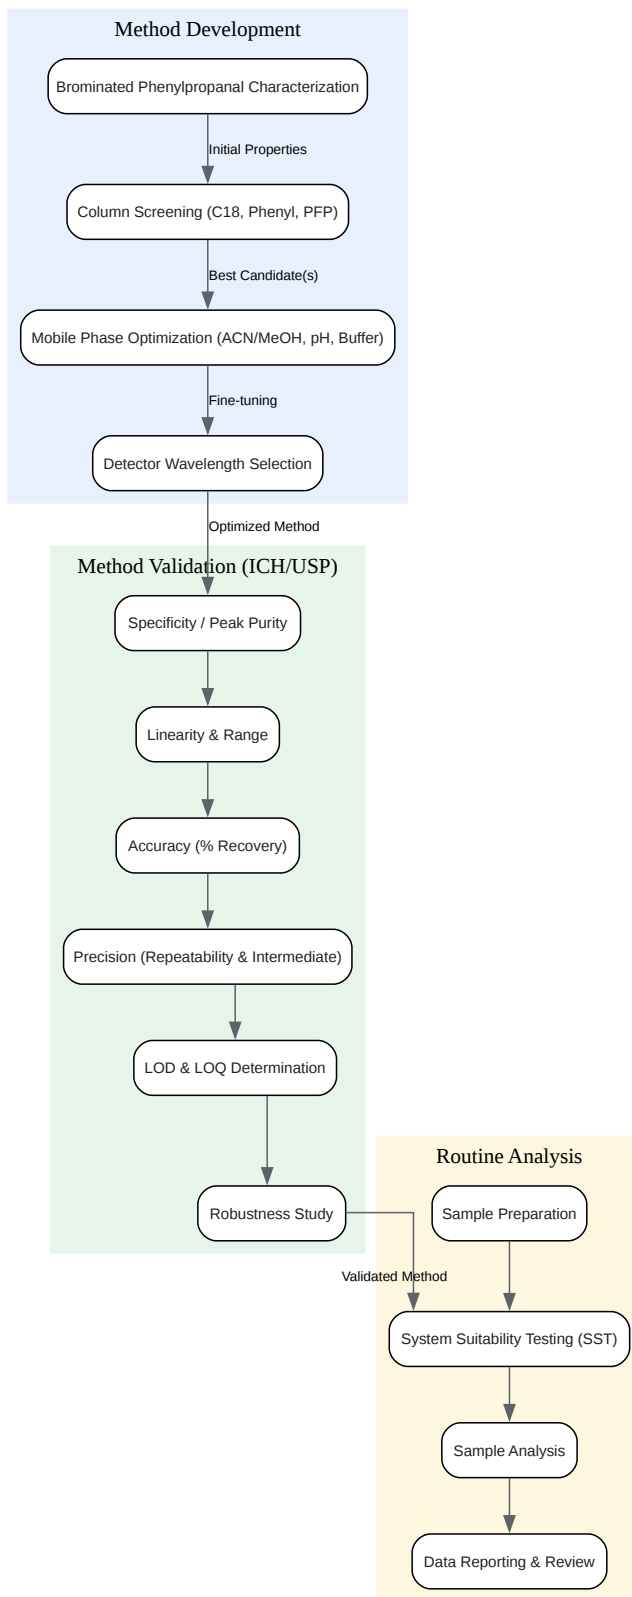 Method Development
Brominated Phenylpropanal Characterization
Initial Properties
Column Screening (C18, Phenyl, PFP)
Best Candidate(s)
Mobile Phase Optimization (ACN/MeOH, pH, Buffer)
Fine-tuning
Detector Wavelength Selection
Optimized Method
Method Validation (ICH/USP)
Specificity / Peak Purity
Linearity & Range
Accuracy (% Recovery)
Precision (Repeatability & Intermediate)
LOD & LOQ Determination
Robustness Study
Validated Method
Routine Analysis
Sample Preparation
System Suitability Testing (SST)
Sample Analysis
Data Reporting & Review